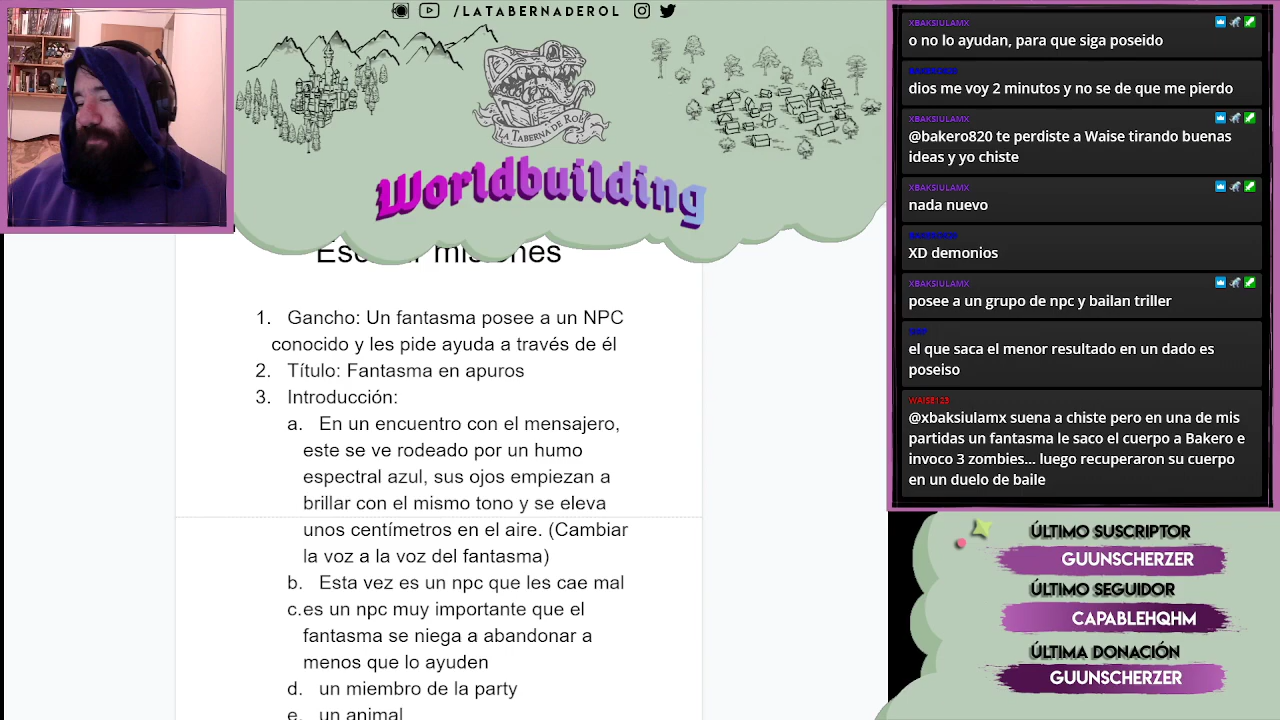 /LATABERNADEROL
LA TABERNA DE ROL
Worldbuilding
1. Gancho: Un fantasma posee a un NPC
conocido y les pide ayuda a través de él
2. Título: Fantasma en apuros
3. Introducción:
a. En un encuentro con el mensajero,
este se ve rodeado por un humo
espectral azul, sus ojos empiezan a
brillar con el mismo tono y se eleva
unos centímetros en el aire. (Cambiar
la voz a la voz del fantasma)
b. Esta vez es un npc que les cae mal
c.es un npc muy importante que el
fantasma se niega a abandonar a
menos que lo ayuden
d. un miembro de la party
e. un animal
XBAKSIULAMX
o no lo ayudan, para que siga poseido
dios me voy 2 minutos y no se de que me pierdo
XBAKSIULAMX
@bakero820 te perdiste a Waise tirando buenas
ideas y yo chiste
XBAKSIULAMX
nada nuevo
XD demonios
XBAKSIULAMX
posee a un grupo de npc y bailan triller
el que saca el menor resultado en un dado es
poseiso
WAISE123
@xbaksiulamx suena a chiste pero en una de mis
partidas un fantasma le saco el cuerpo a Bakero e
invoco 3 zombies... luego recuperaron su cuerpo
en un duelo de baile
ÚLTIMO SUSCRIPTOR
GUUNSCHERZER
ÚLTIMO SEGUIDOR
CAPABLEHQHM
ÚLTIMA DONACIÓN
GUUNSCHERZER